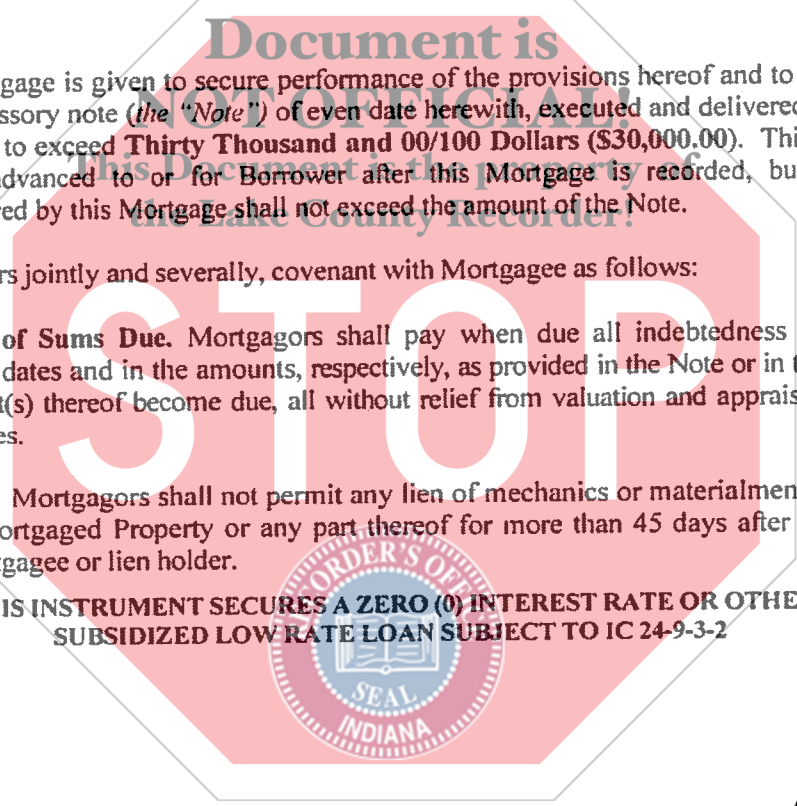 Document is
gage is given to secure performance of the provisions hereof and to
NOT OFFICIAL!
ssory note (the "Note") of even date herewith, executed and delivered
to exceed Thirty Thousand and 00/100 Dollars ($30,000.00). Thi
This Document is the property of
advanced to or for Borrower after this Mortgage is recorded, bu
the Lake County Recorder!
red by this Mortgage shall not exceed the amount of the Note.
rs jointly and severally, covenant with Mortgagee as follows:
of Sums Due. Mortgagors shall pay when due all indebtedness
dates and in the amounts, respectively, as provided in the Note or in t
t(s) thereof become due, all without relief from valuation and apprais
es.
STOP
Mortgagors shall not permit any lien of mechanics or materialmen
ortgaged Property or any part thereof for more than 45 days after
gagee or lien holder.
IS INSTRUMENT SECURES A ZERO (0) INTEREST RATE OR OTHE
SUBSIDIZED LOW RATE LOAN SUBJECT TO IC 24-9-3-2
SEAL
INDIANA